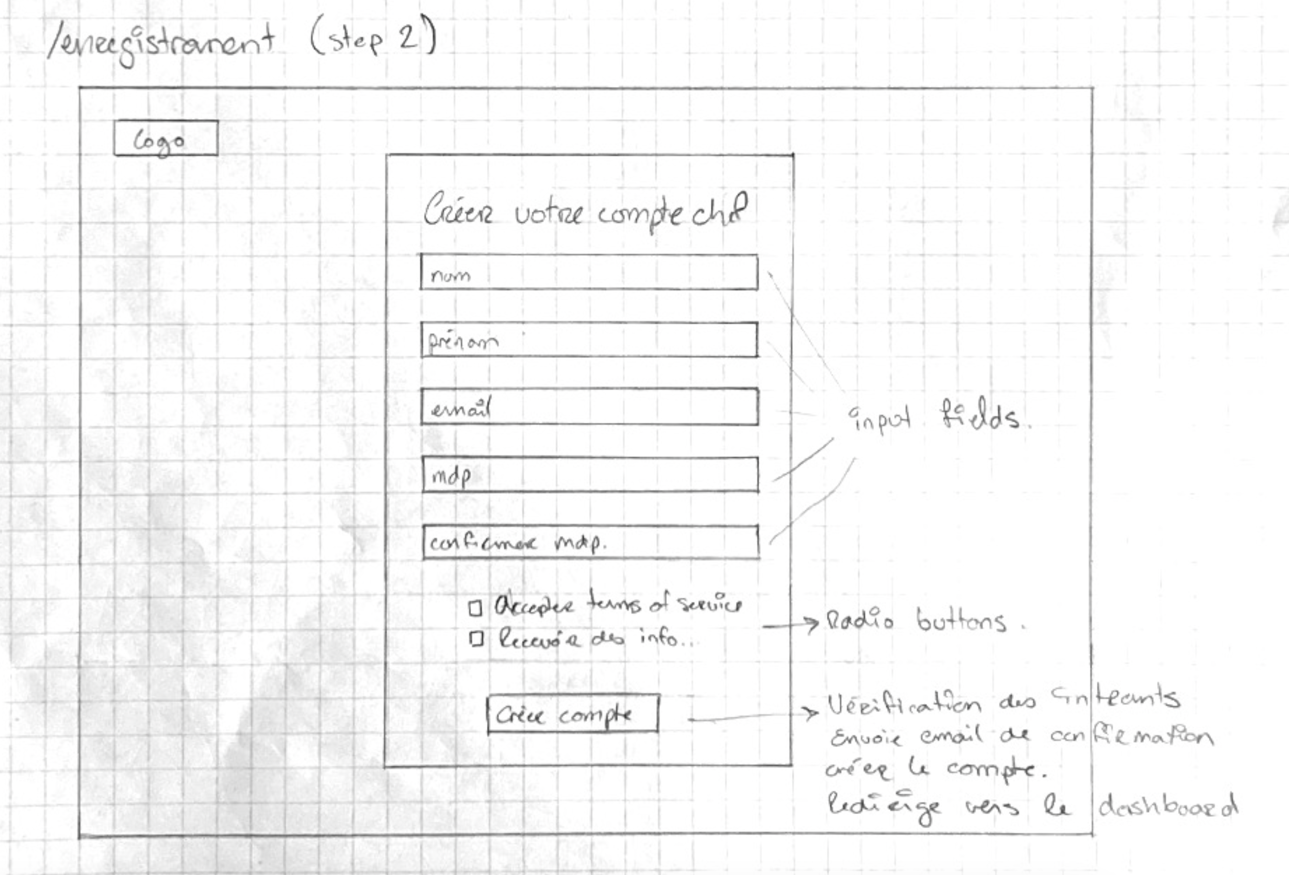 /enregistrement (step 2)
Logo
Créer votre compte chef
nom
prénom
email
mdp
confirmer mdp.
input fields.
□ Accepter terms of service
□ Recevoir des info...
→ Radio buttons.
Créer compte
→ Vérification des
Envoie email de confirmation
créer le compte.
Redirige vers le dashboard